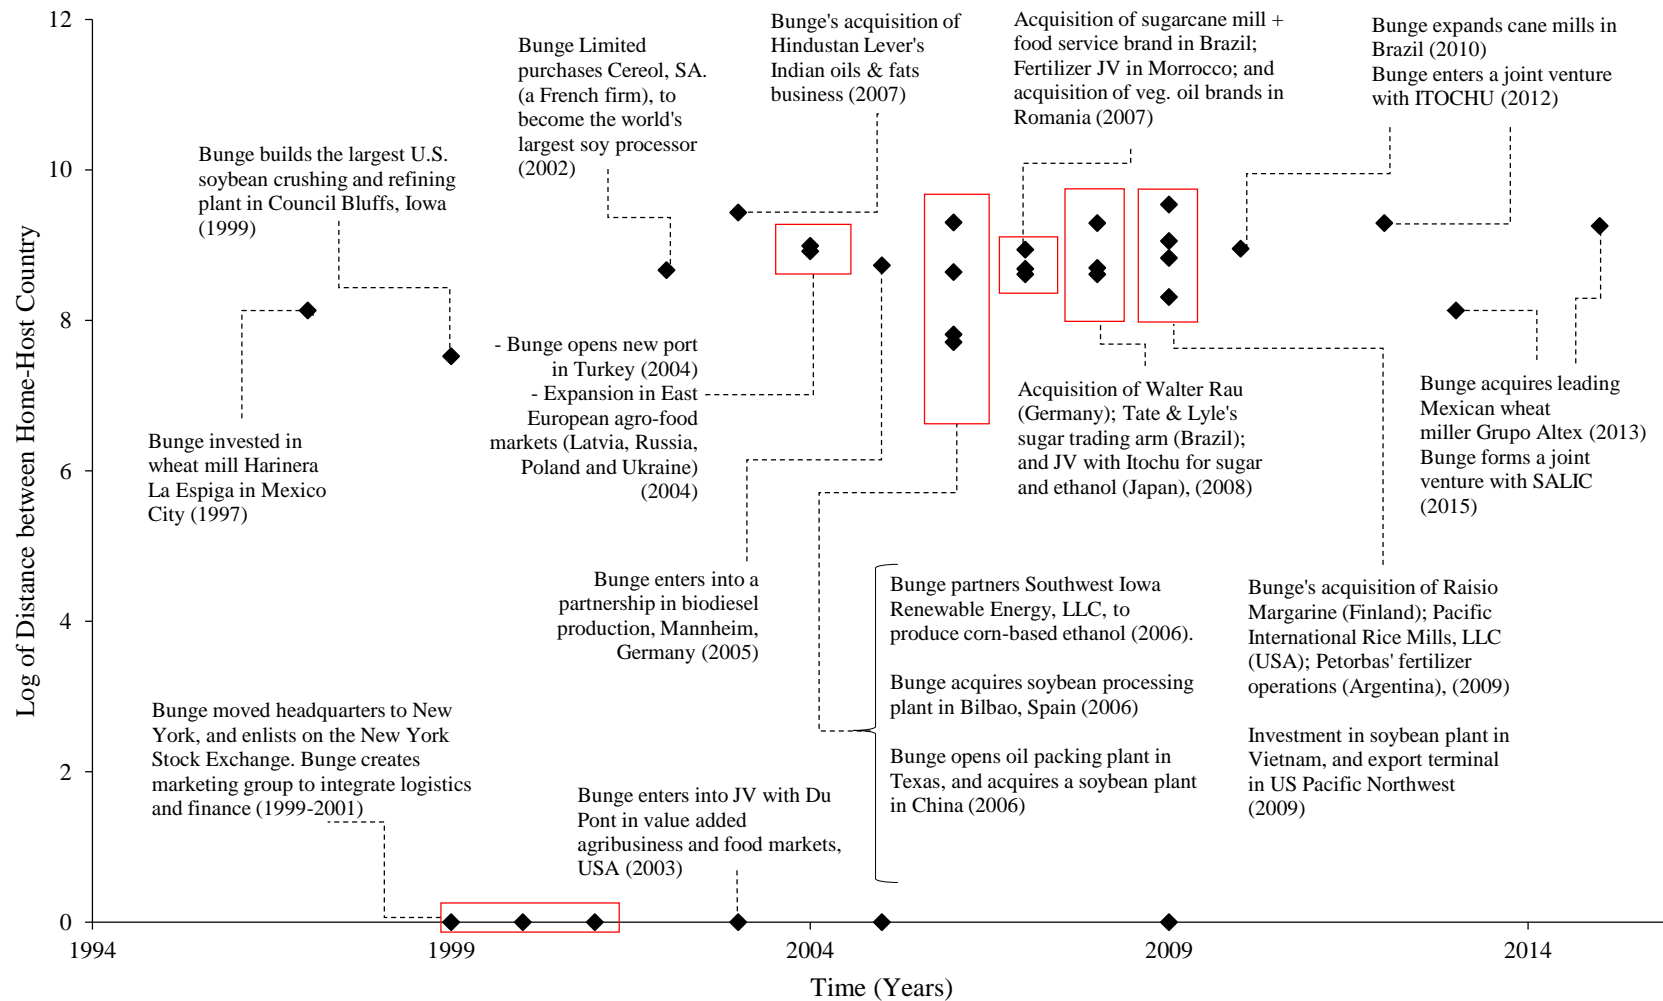 12
10
8
6
4
2
0
Log of Distance between Home-Host Country
1994
1999
2004
2009
2014
Time (Years)
Bunge invested in
wheat mill Harinera
La Espiga in Mexico
City (1997)
Bunge builds the largest U.S.
soybean crushing and refining
plant in Council Bluffs, Iowa
(1999)
Bunge moved headquarters to New
York, and enlists on the New York
Stock Exchange. Bunge creates
marketing group to integrate logistics
and finance (1999-2001)
Bunge Limited
purchases Cereol, SA.
(a French firm), to
become the world's
largest soy processor
(2002)
Bunge enters into JV with Du
Pont in value added
agribusiness and food markets,
USA (2003)
- Bunge opens new port
in Turkey (2004)
- Expansion in East
European agro-food
markets (Latvia, Russia,
Poland and Ukraine)
(2004)
Bunge enters into a
partnership in biodiesel
production, Mannheim,
Germany (2005)
Bunge's acquisition of
Hindustan Lever's
Indian oils & fats
business (2007)
Bunge partners Southwest Iowa
Renewable Energy, LLC, to
produce corn-based ethanol (2006).
Bunge acquires soybean processing
plant in Bilbao, Spain (2006)
Bunge opens oil packing plant in
Texas, and acquires a soybean plant
in China (2006)
Acquisition of sugarcane mill +
food service brand in Brazil;
Fertilizer JV in Morrocco; and
acquisition of veg. oil brands in
Romania (2007)
Acquisition of Walter Rau
(Germany); Tate & Lyle's
sugar trading arm (Brazil);
and JV with Itochu for sugar
and ethanol (Japan), (2008)
Bunge's acquisition of Raisio
Margarine (Finland); Pacific
International Rice Mills, LLC
(USA); Petorbas' fertilizer
operations (Argentina), (2009)
Investment in soybean plant in
Vietnam, and export terminal
in US Pacific Northwest
(2009)
Bunge expands cane mills in
Brazil (2010)
Bunge enters a joint venture
with ITOCHU (2012)
Bunge acquires leading
Mexican wheat
miller Grupo Altex (2013)
Bunge forms a joint
venture with SALIC
(2015)